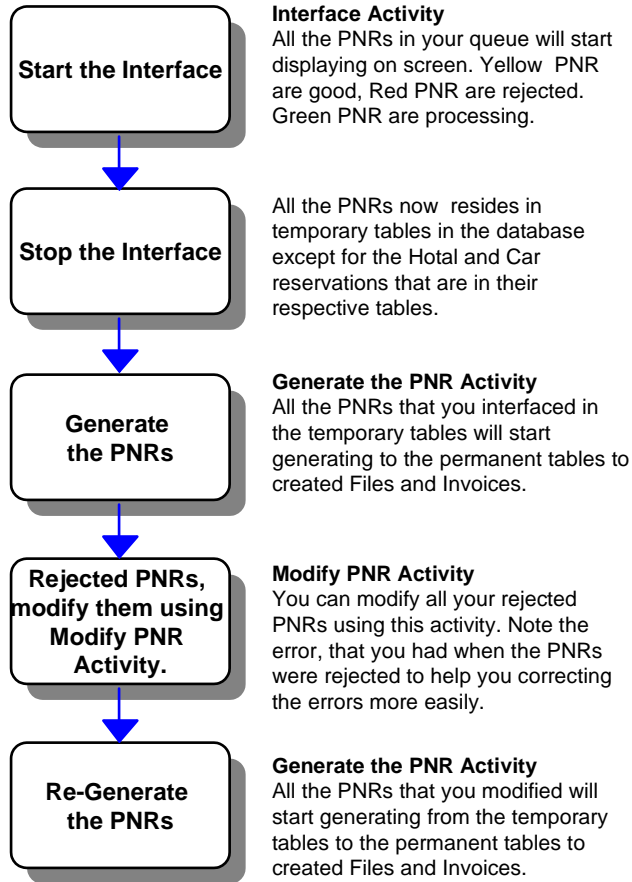 Start the Interface
Interface Activity
All the PNRs in your queue will start
displaying on screen. Yellow  PNR
are good, Red PNR are rejected.
Green PNR are processing.
Stop the Interface
All the PNRs now  resides in
temporary tables in the database
except for the Hotal and Car
reservations that are in their
respective tables.
Generate
the PNRs
Generate the PNR Activity
All the PNRs that you interfaced in
the temporary tables will start
generating to the permanent tables to
created Files and Invoices.
Rejected PNRs,
modify them using
Modify PNR
Activity.
Modify PNR Activity
You can modify all your rejected
PNRs using this activity. Note the
error, that you had when the PNRs
were rejected to help you correcting
the errors more easily.
Re-Generate
the PNRs
Generate the PNR Activity
All the PNRs that you modified will
start generating from the temporary
tables to the permanent tables to
created Files and Invoices.